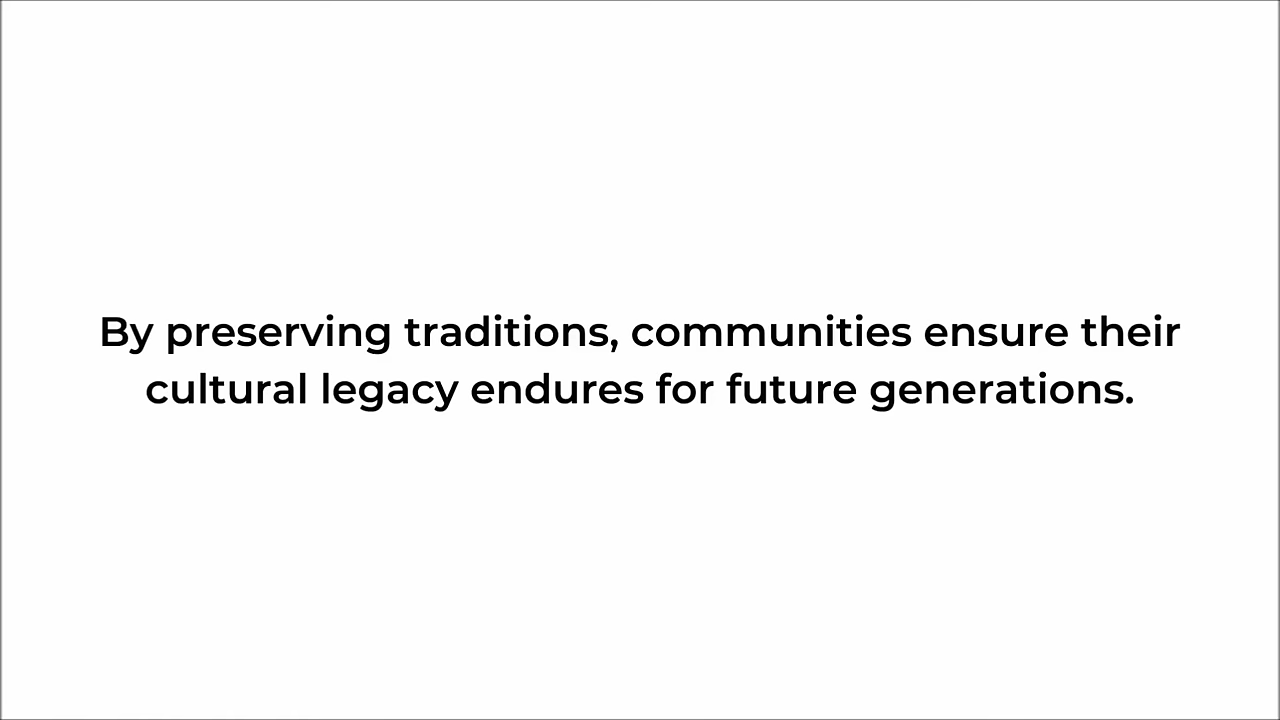 By preserving traditions, communities ensure their
cultural legacy endures for future generations.